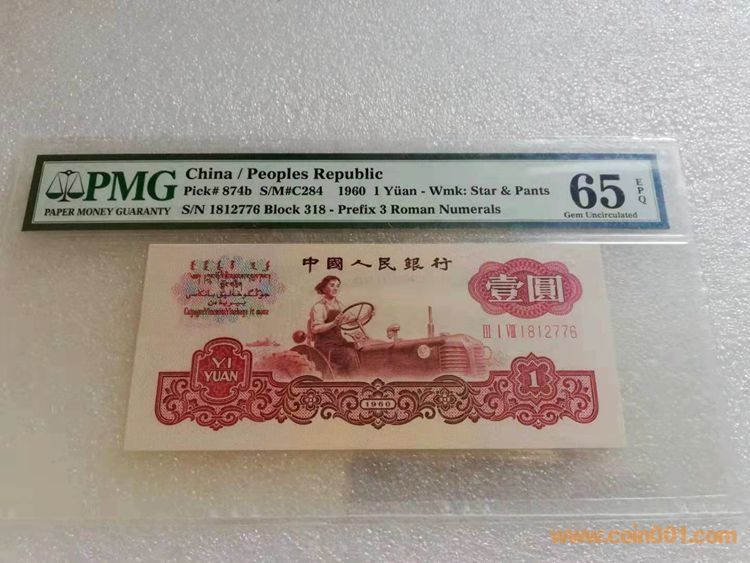 PMG
PAPER MONEY GUARANTY
China / Peoples Republic
Pick# 874b S/M#C284 1960 1 Yüan - Wmk: Star & Pants
S/N 1812776 Block 318 - Prefix 3 Roman Numerals
65 EPQ
Gem Uncirculated
中國人民銀行
壹圓
III I VIII 1812776
YI
YUAN
1960
1
www.coin001.com